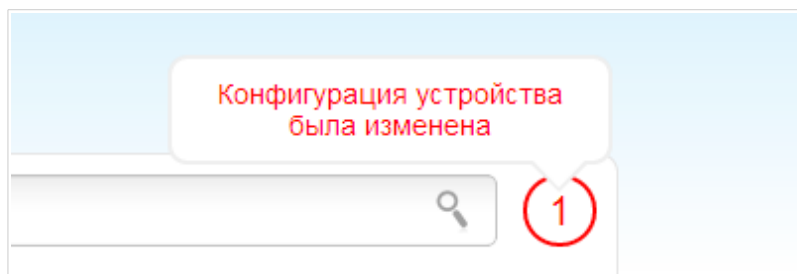 Конфигурация устройства
была изменена
1